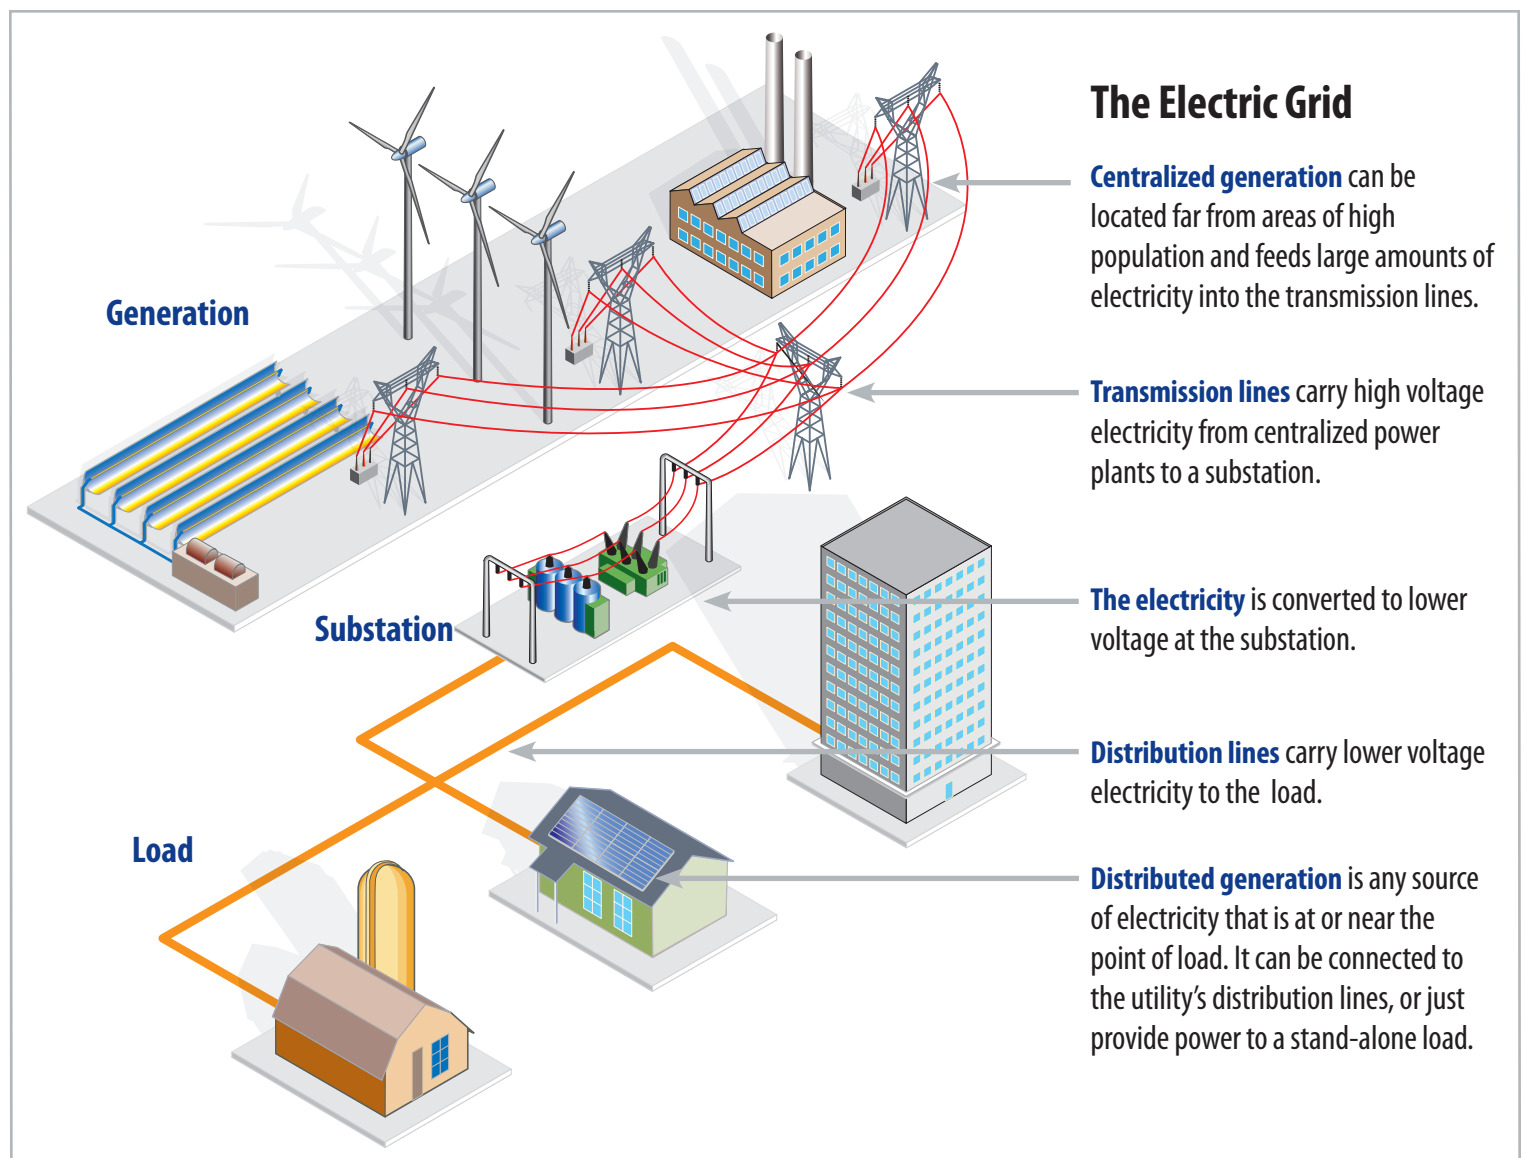 The Electric Grid
Centralized generation can be
located far from areas of high
population and feeds large amounts of
electricity into the transmission lines.
Generation
Transmission lines carry high voltage
electricity from centralized power
plants to a substation.
Substation
The electricity is converted to lower
voltage at the substation.
Distribution lines carry lower voltage
electricity to the load.
Load
Distributed generation is any source
of electricity that is at or near the
point of load. It can be connected to
the utility’s distribution lines, or just
provide power to a stand-alone load.